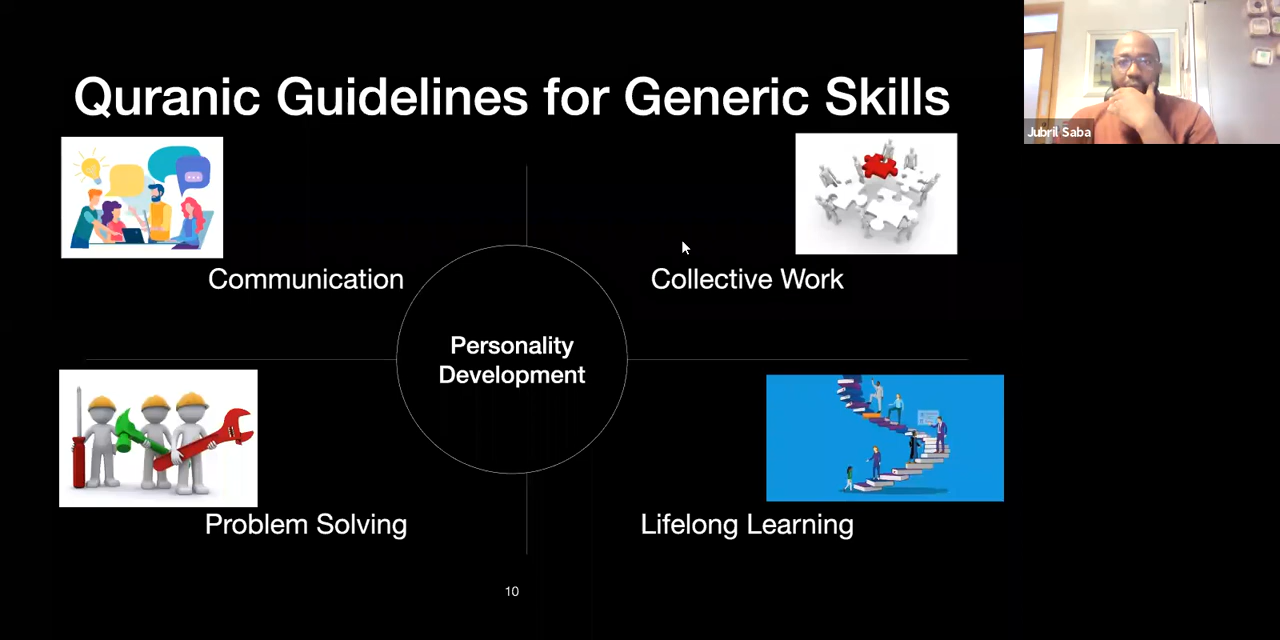 Quranic Guidelines for Generic Skills
Jubril Saba
Communication
Collective Work
Personality
Development
Problem Solving
Lifelong Learning
10